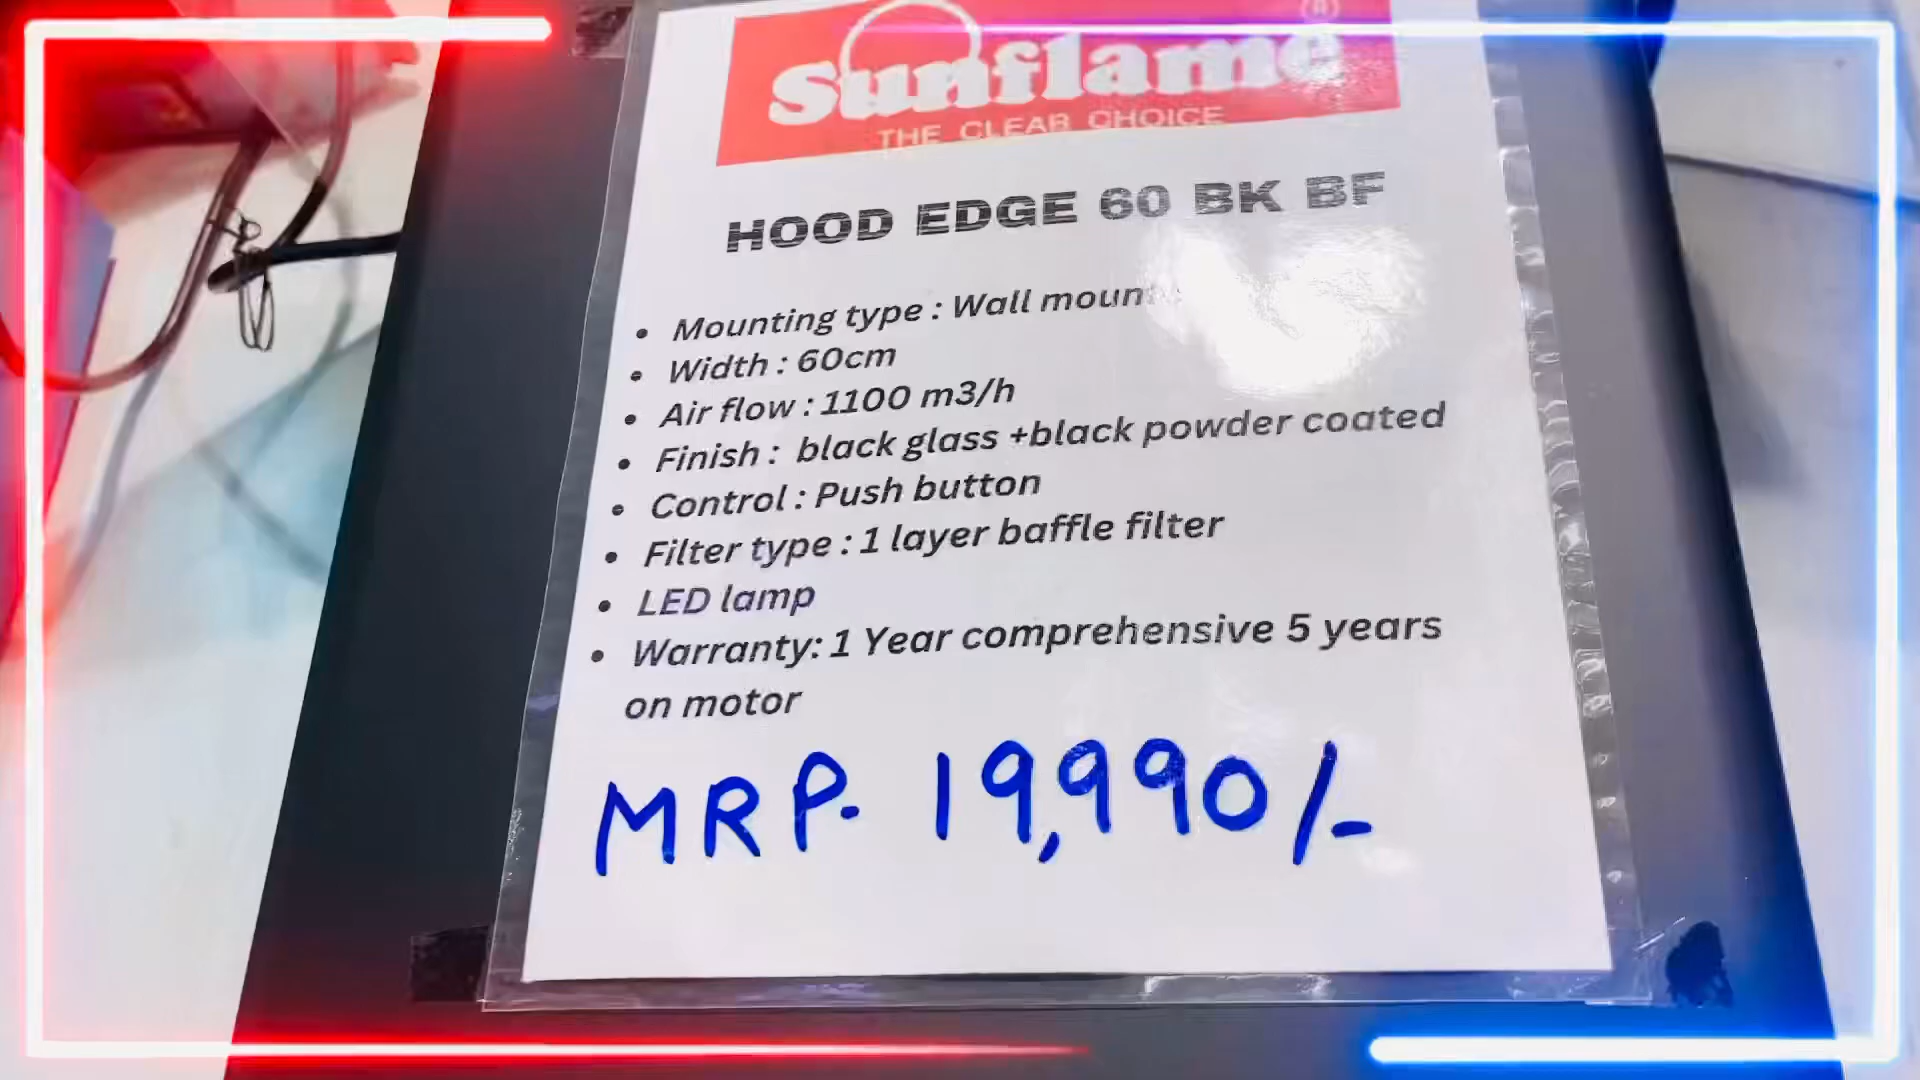 Sunflame
THE CLEAR CHOICE
HOOD EDGE 60 BK BF
• Mounting type : Wall
• Width : 60cm
• Air flow : 1100 m3/h
• Finish : black glass +black powder coated
• Control : Push button
• Filter type : 1 layer baffle filter
• LED lamp
• Warranty: 1 Year comprehensive 5 years
on motor
MRP. 19,990/-